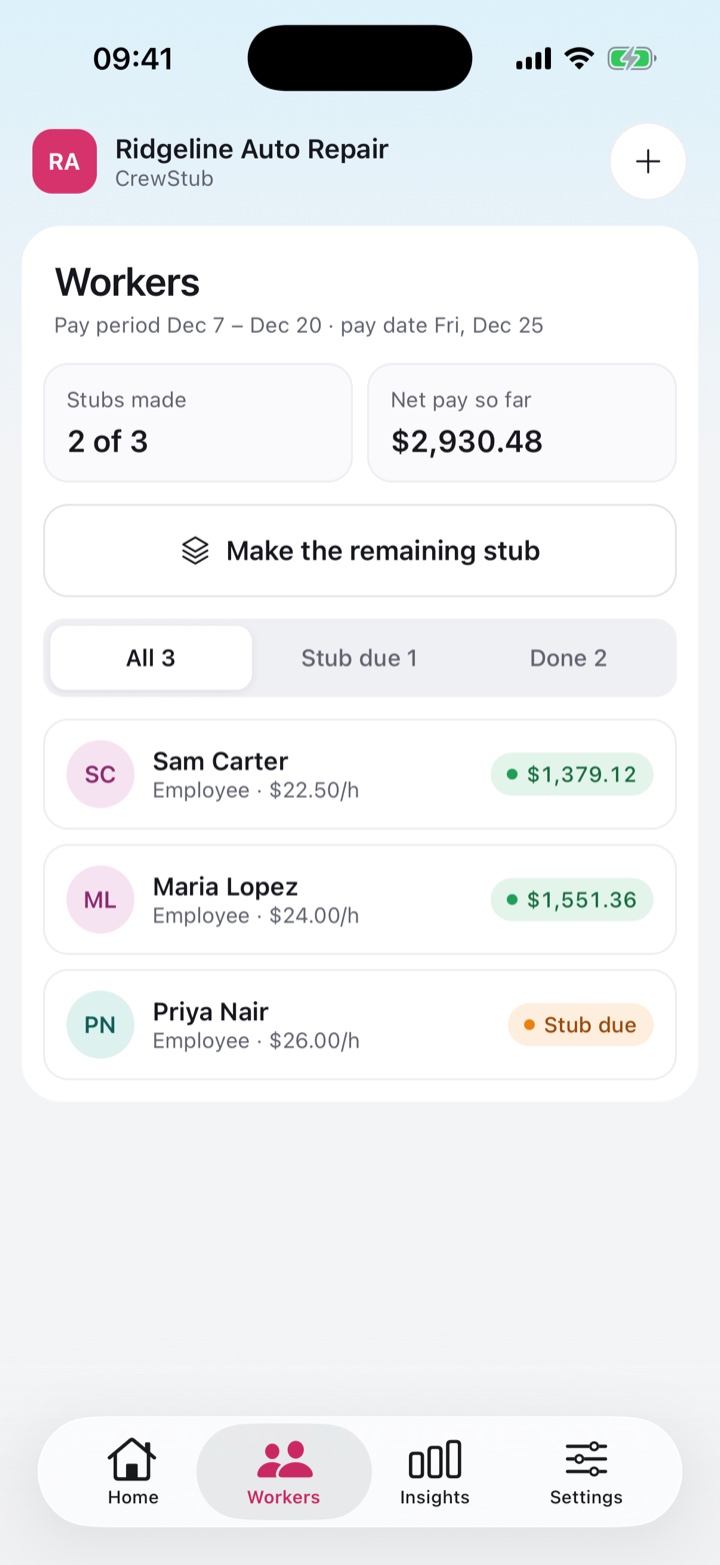 09:41
RA
Ridgeline Auto Repair
CrewStub
Workers
Pay period Dec 7 – Dec 20 · pay date Fri, Dec 25
Stubs made
2 of 3
Net pay so far
$2,930.48
Make the remaining stub
All 3
Stub due 1
Done 2
SC
Sam Carter
Employee · $22.50/h
$1,379.12
ML
Maria Lopez
Employee · $24.00/h
$1,551.36
PN
Priya Nair
Employee · $26.00/h
Stub due
Home
Workers
Insights
Settings